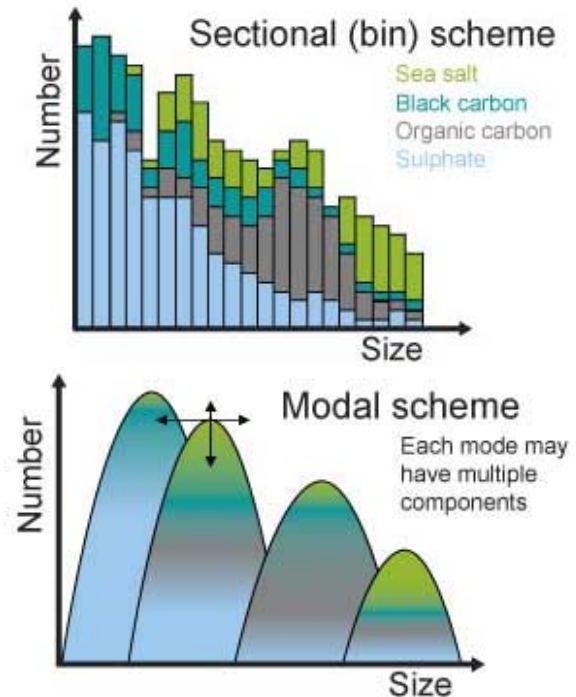 Sectional (bin) scheme
Sea salt
Black carbon
Organic carbon
Sulphate
Number
Size
Modal scheme
Each mode may
have multiple
components
Number
Size